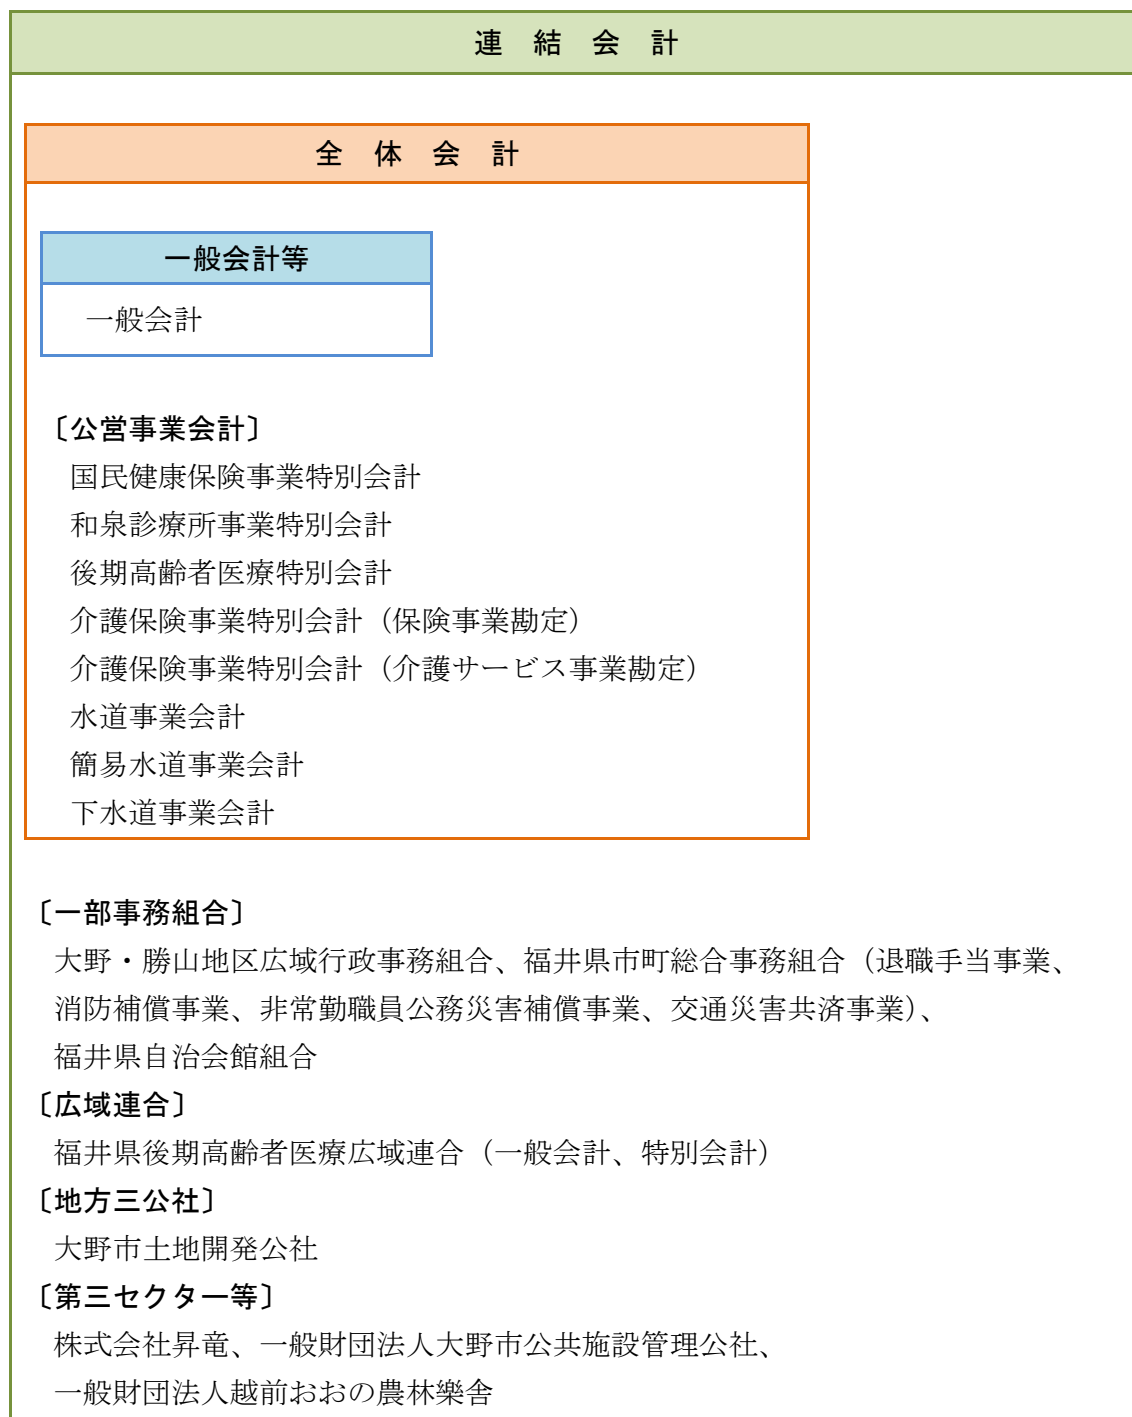 連　結　会　計
全　体　会　計
一般会計等
一般会計
〔公営事業会計〕
国民健康保険事業特別会計
和泉診療所事業特別会計
後期高齢者医療特別会計
介護保険事業特別会計（保険事業勘定）
介護保険事業特別会計（介護サービス事業勘定）
水道事業会計
簡易水道事業会計
下水道事業会計
〔一部事務組合〕
大野・勝山地区広域行政事務組合、福井県市町総合事務組合（退職手当事業、
消防補償事業、非常勤職員公務災害補償事業、交通災害共済事業）、
福井県自治会館組合
〔広域連合〕
福井県後期高齢者医療広域連合（一般会計、特別会計）
〔地方三公社〕
大野市土地開発公社
〔第三セクター等〕
株式会社昇竜、一般財団法人大野市公共施設管理公社、
一般財団法人越前おおの農林樂舎